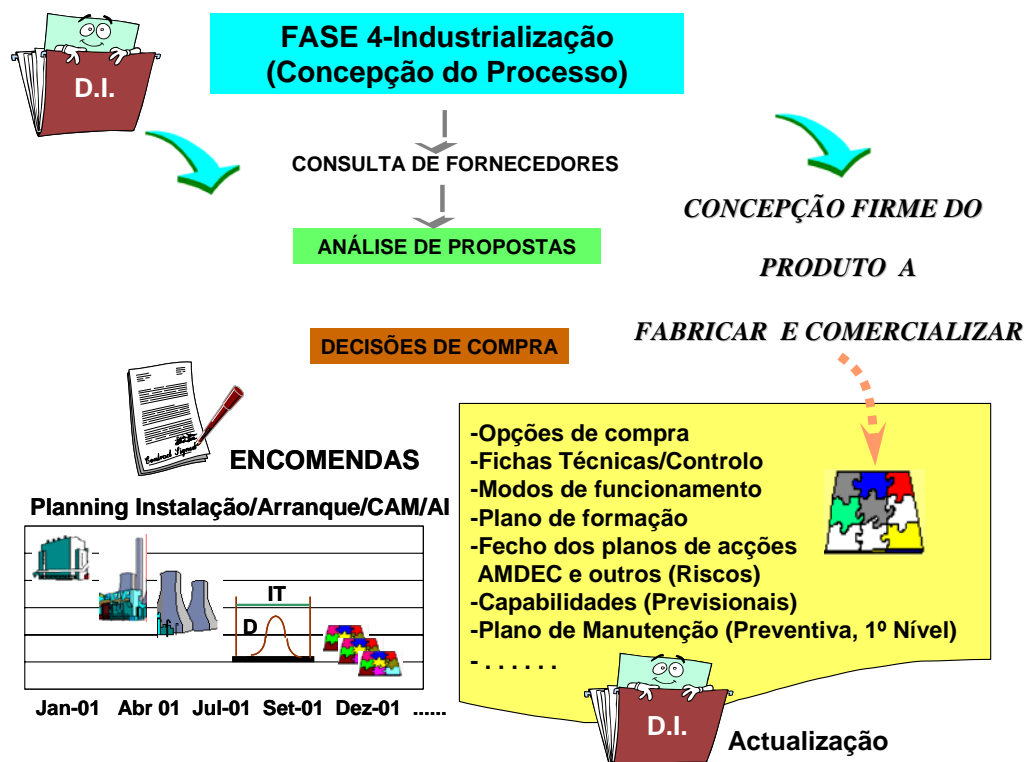 FASE 4-Industrialização
(Concepção do Processo)
D.I.
CONSULTA DE FORNECEDORES
ANÁLISE DE PROPOSTAS
DECISÕES DE COMPRA
CONCEPÇÃO FIRME DO
PRODUTO A
FABRICAR E COMERCIALIZAR
Contract Signed
ENCOMENDAS
Planning Instalação/Arranque/CAM/AI
IT
D
Jan-01 Abr 01 Jul-01 Set-01 Dez-01 ......
-Opções de compra
-Fichas Técnicas/Controlo
-Modos de funcionamento
-Plano de formação
-Fecho dos planos de acções
AMDEC e outros (Riscos)
-Capabilidades (Previsionais)
-Plano de Manutenção (Preventiva, 1º Nível)
- . . . . . .
D.I.
Actualização